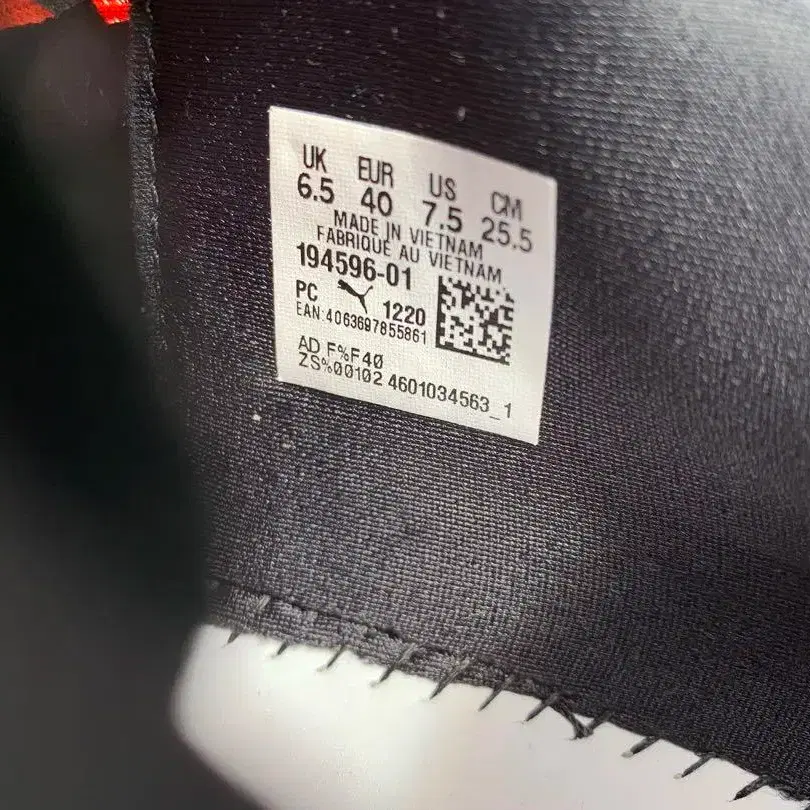 UK EUR US CM
6.5 40 7.5 25.5
MADE IN VIETNAM
FABRIQUÉ AU VIETNAM
194596-01
PC 1220
EAN:4063697855861
AD F%F40
ZS%00102 4601034563_1